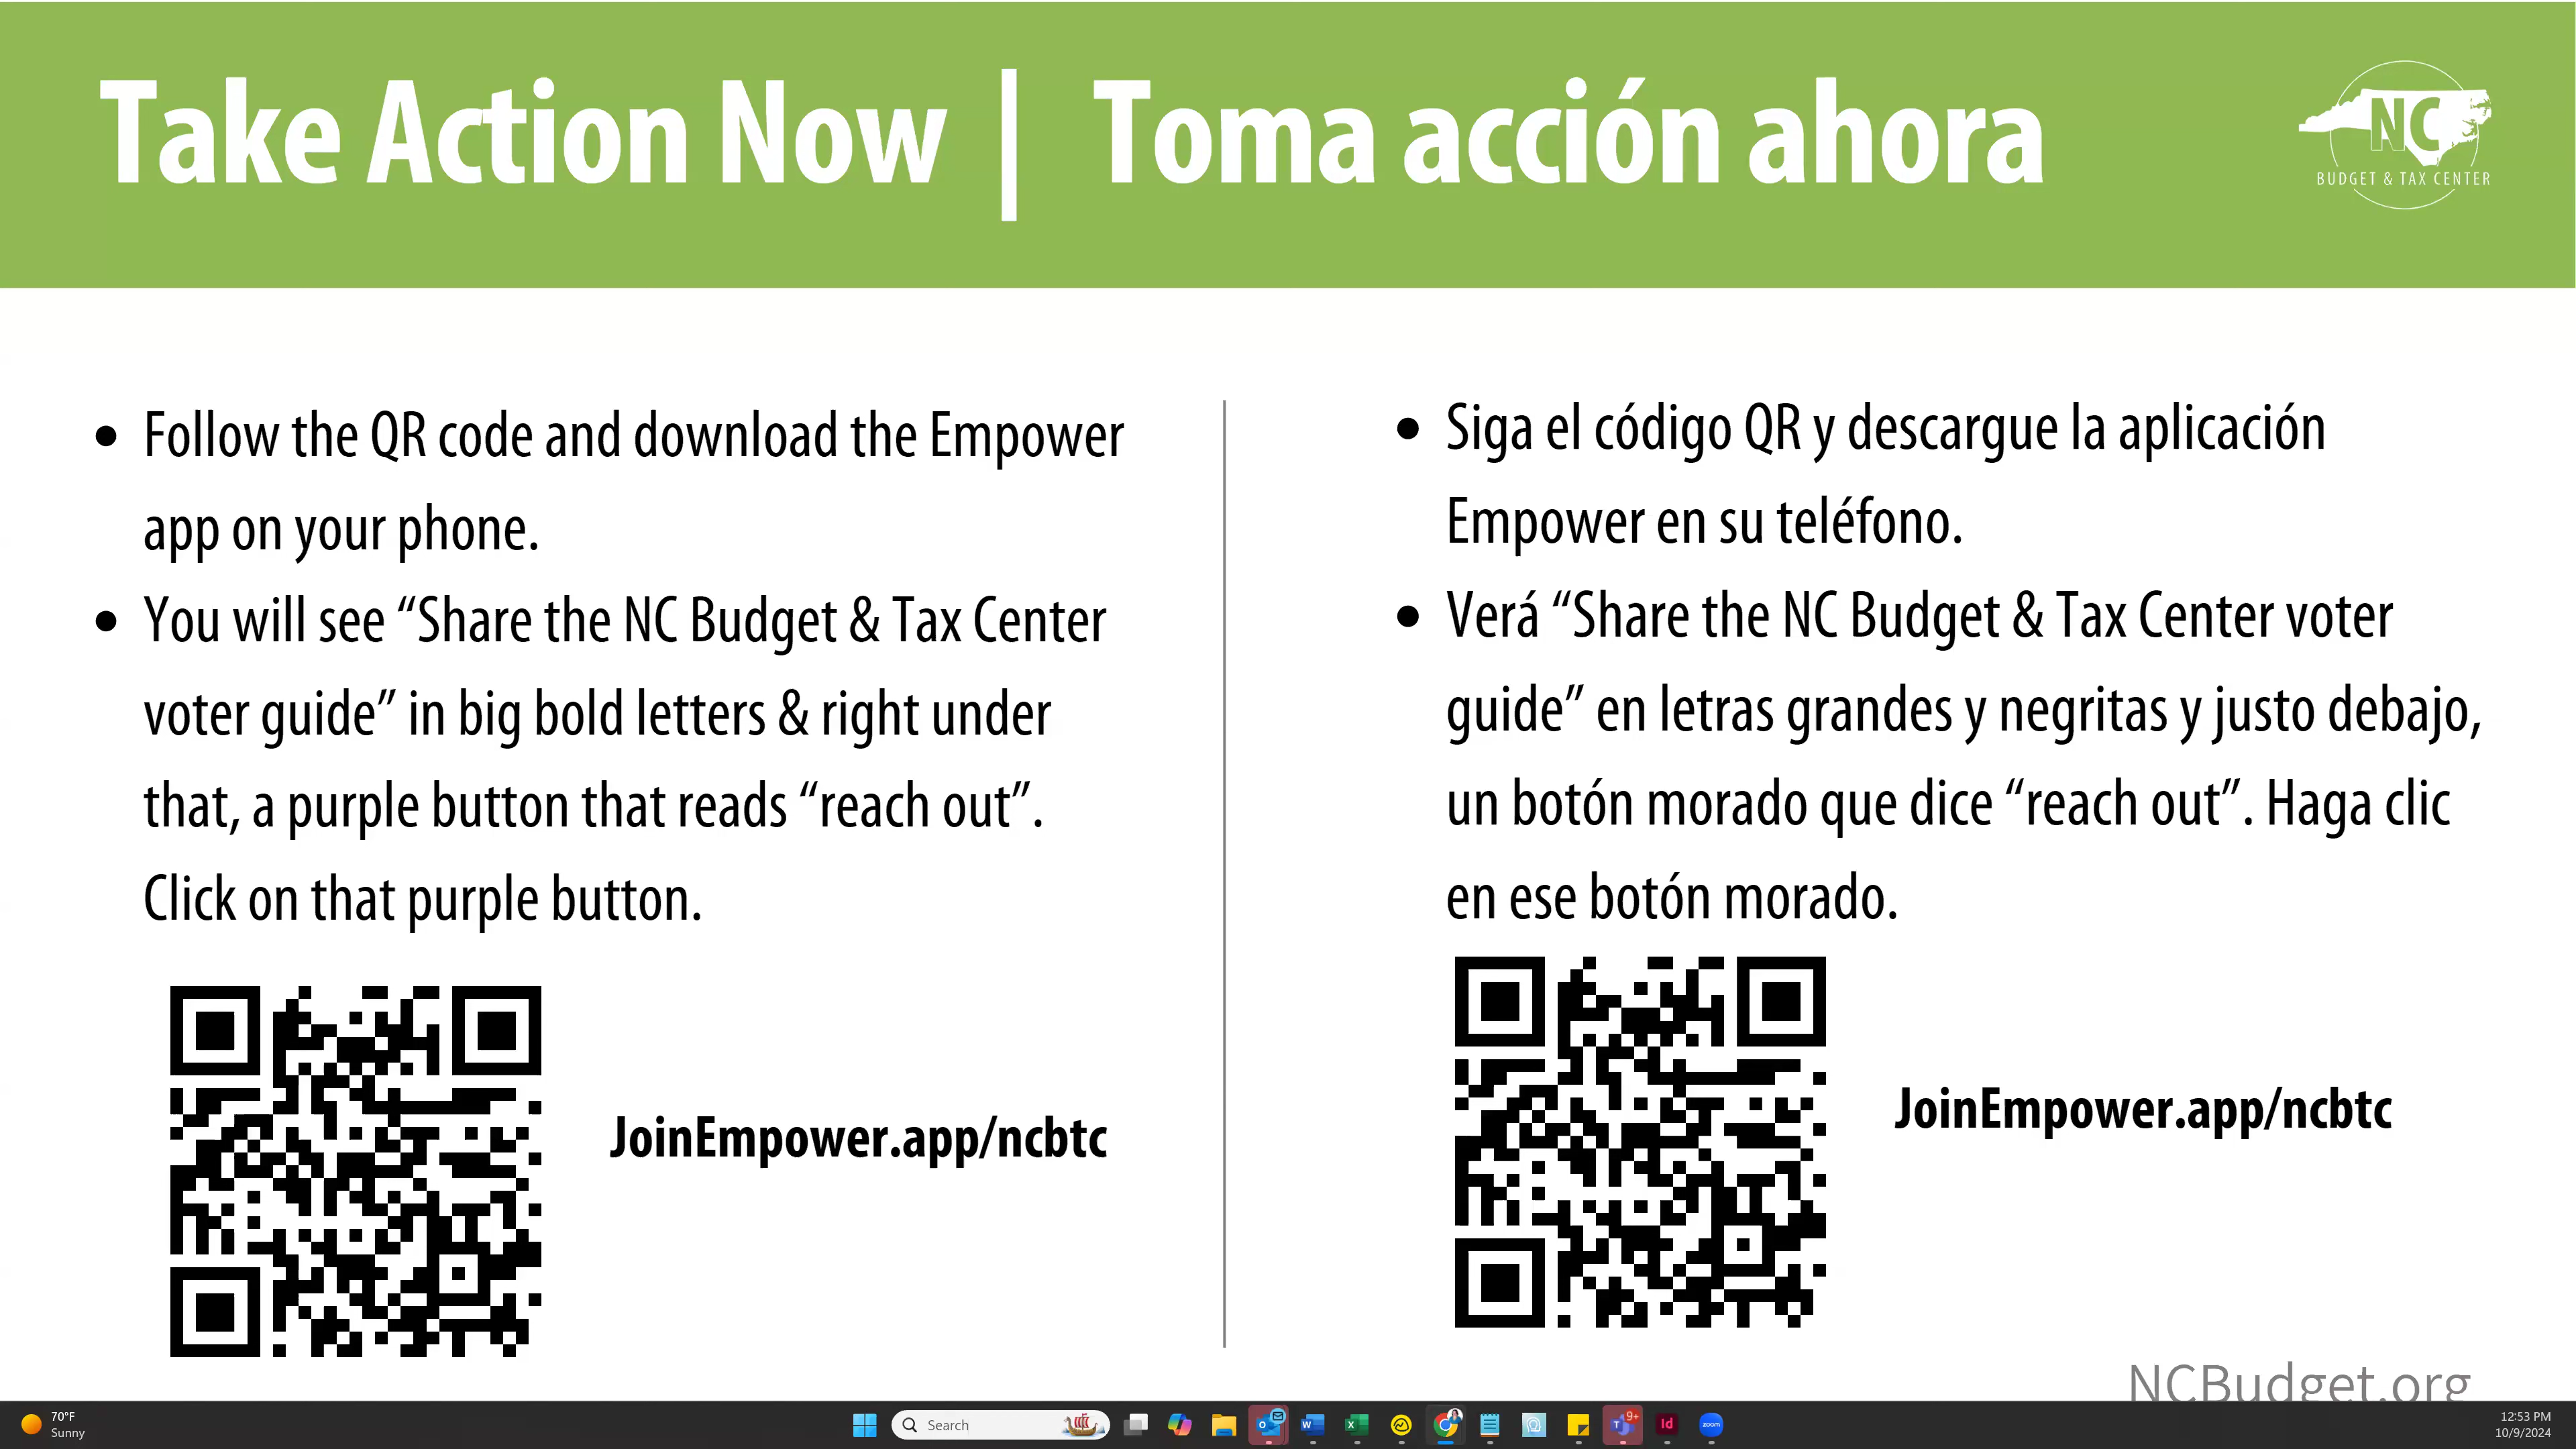 Take Action Now | Toma acción ahora
NC
BUDGET & TAX CENTER
• Follow the QR code and download the Empower
app on your phone.
• You will see “Share the NC Budget & Tax Center
voter guide” in big bold letters & right under
that, a purple button that reads “reach out”.
Click on that purple button.
JoinEmpower.app/ncbtc
• Siga el código QR y descargue la aplicación
Empower en su teléfono.
• Verá “Share the NC Budget & Tax Center voter
guide” en letras grandes y negritas y justo debajo,
un botón morado que dice “reach out”. Haga clic
en ese botón morado.
JoinEmpower.app/ncbtc
NCBudget.org
70°F
Sunny
Search
9+
Id
zoom
12:53 PM
10/9/2024